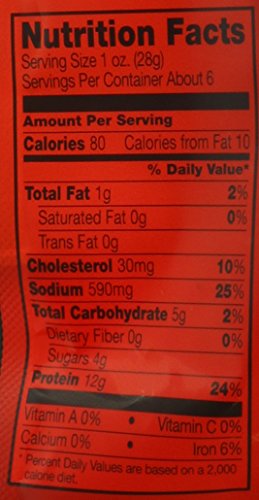 Nutrition Facts
Serving Size 1 oz. (28g)
Servings Per Container About 6
Amount Per Serving
Calories 80 Calories from Fat 10
% Daily Value*
Total Fat 1g 2%
Saturated Fat 0g 0%
Trans Fat 0g
Cholesterol 30mg 10%
Sodium 590mg 25%
Total Carbohydrate 5g 2%
Dietary Fiber 0g 0%
Sugars 4g
Protein 12g 24%
Vitamin A 0% • Vitamin C 0%
Calcium 0% • Iron 6%
* Percent Daily Values are based on a 2,000
calorie diet.